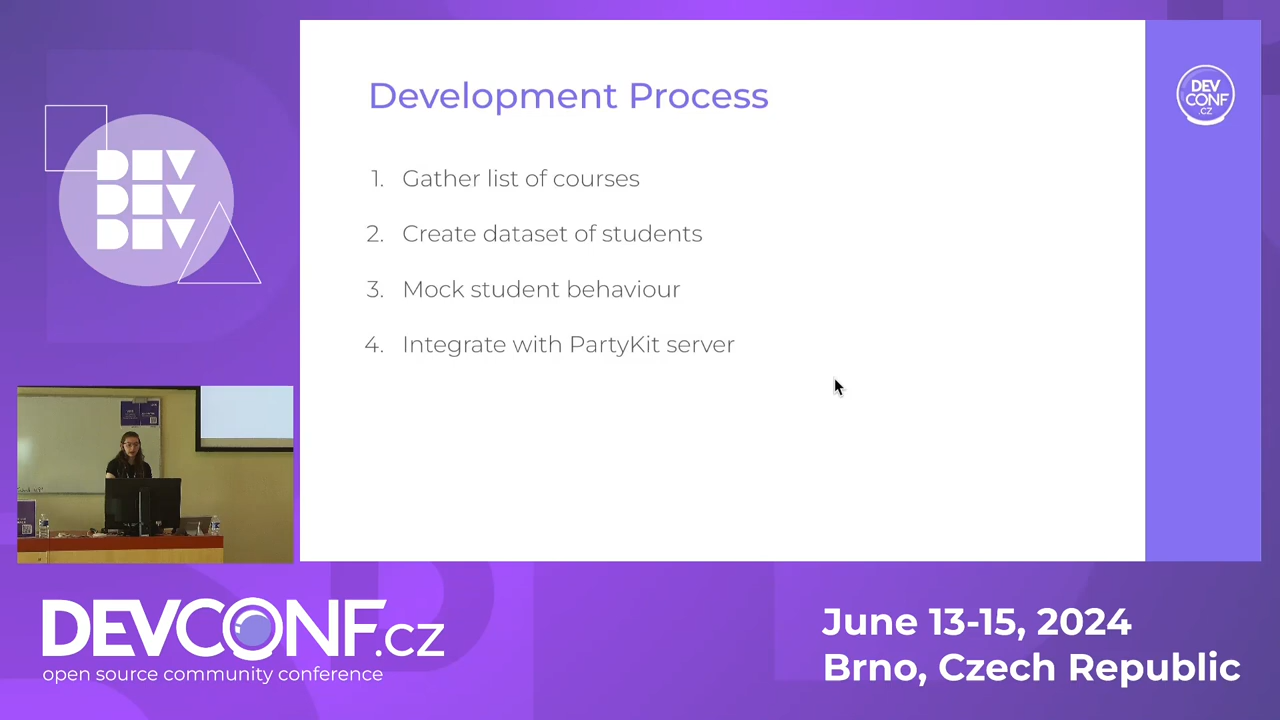 Development Process
1. Gather list of courses
2. Create dataset of students
3. Mock student behaviour
4. Integrate with PartyKit server
DEV
CONF
.CZ
DEV
DEV
DEV
DEVCONF.cz
open source community conference
June 13-15, 2024
Brno, Czech Republic